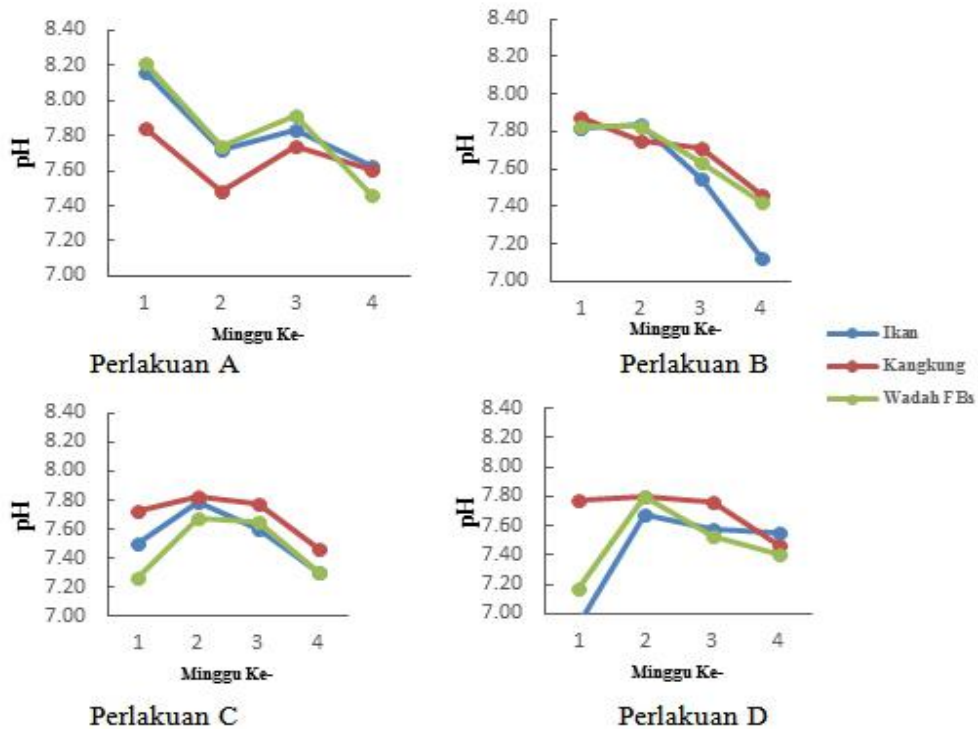 8.40
8.20
8.00
7.80
7.60
7.40
7.20
7.00
pH
1 2 3 4
Minggu Ke-
Perlakuan A
8.40
8.20
8.00
7.80
7.60
7.40
7.20
7.00
pH
1 2 3 4
Minggu Ke-
Perlakuan B
Ikan
Kangkung
Wadah FBs
8.40
8.20
8.00
7.80
7.60
7.40
7.20
7.00
pH
1 2 3 4
Minggu Ke-
Perlakuan C
8.40
8.20
8.00
7.80
7.60
7.40
7.20
7.00
pH
1 2 3 4
Minggu Ke-
Perlakuan D